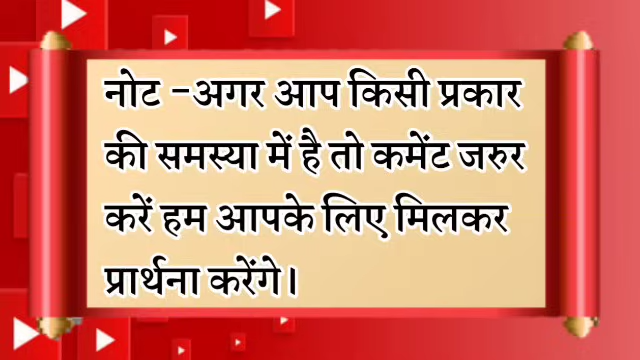 नोट -अगर आप किसी प्रकार
की समस्या में है तो कमेंट जरुर
करें हम आपके लिए मिलकर
प्रार्थना करेंगे।